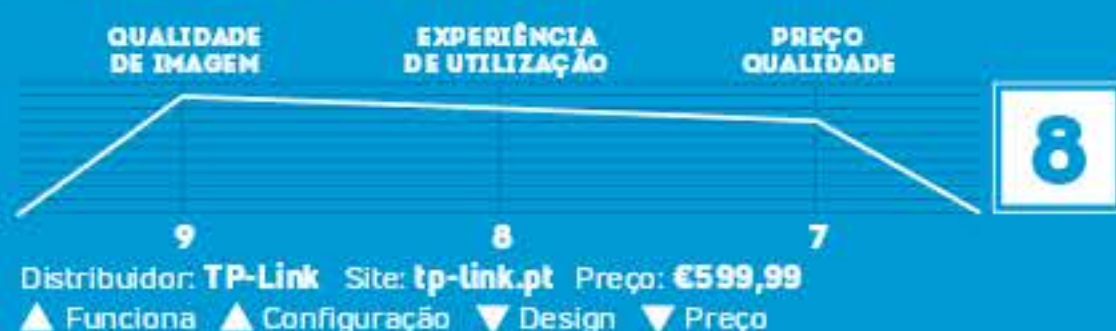 QUALIDADE DE IMAGEM
EXPERIÊNCIA DE UTILIZAÇÃO
PREÇO QUALIDADE
8
9
8
7
Distribuidor: TP-Link Site: tp-link.pt Preço: €599,99
▲ Funciona ▲ Configuração ▼ Design ▼ Preço